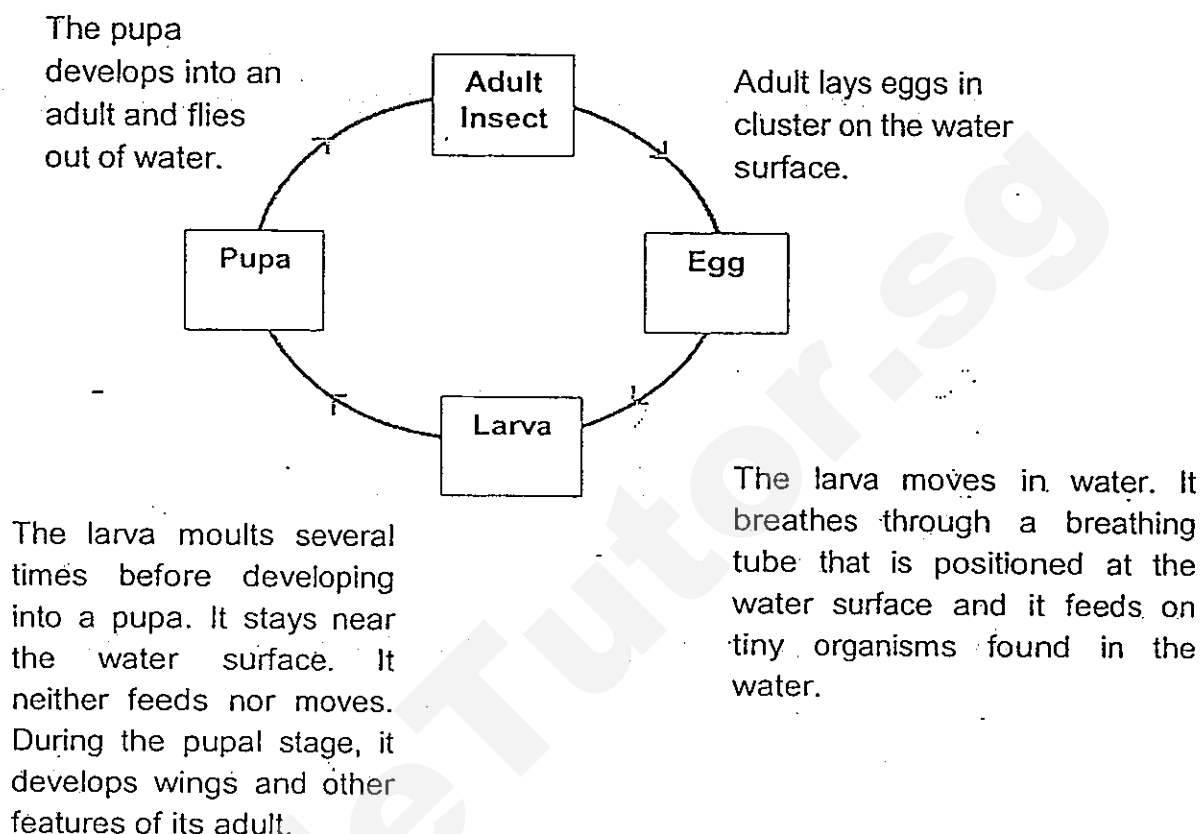 The pupa
develops into an
adult and flies
out of water.
Adult
Insect
Adult lays eggs in
cluster on the water
surface.
Pupa
Egg
Larva
The larva moults several
times before developing
into a pupa. It stays near
the water surface. It
neither feeds nor moves.
During the pupal stage, it
develops wings and other
features of its adult.
The larva moves in water. It
breathes through a breathing
tube that is positioned at the
water surface and it feeds on
tiny organisms found in the
water.
eTutor.sg